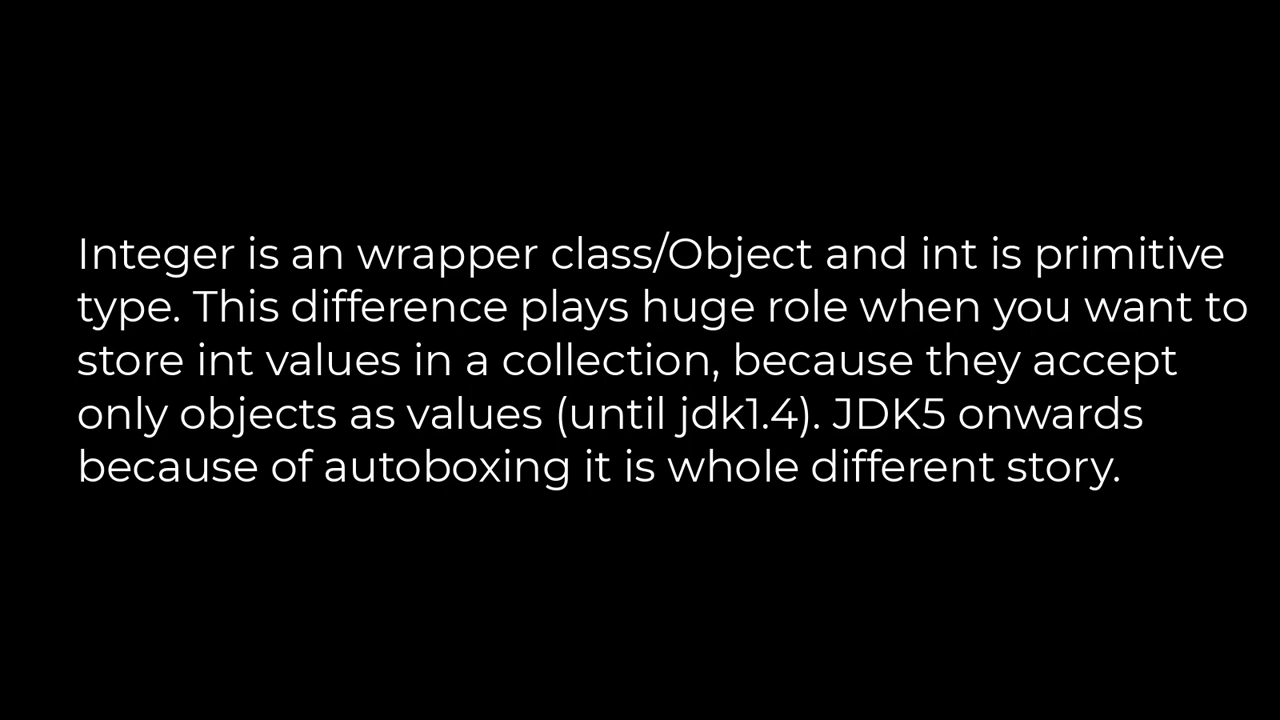 Integer is an wrapper class/Object and int is primitive
type. This difference plays huge role when you want to
store int values in a collection, because they accept
only objects as values (until jdk1.4). JDK5 onwards
because of autoboxing it is whole different story.